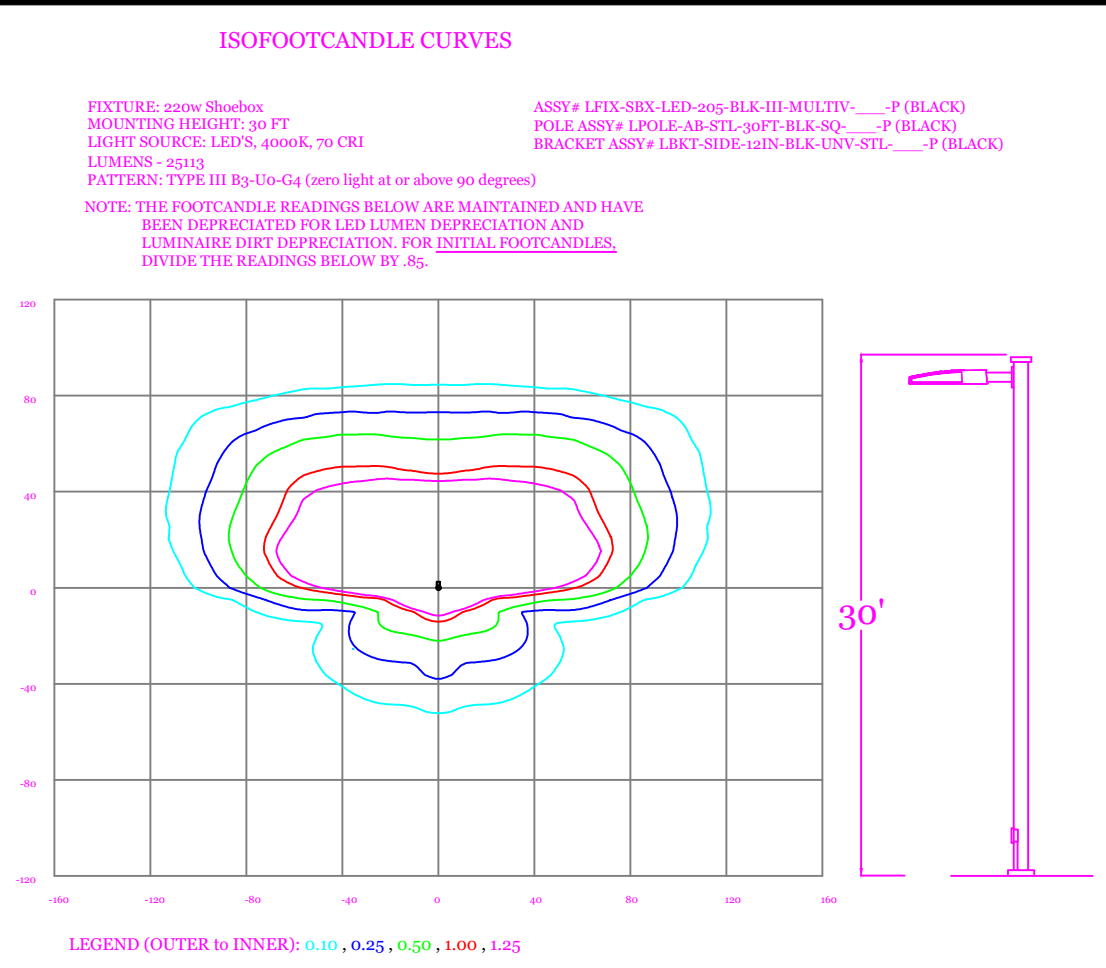 ISOFOOTCANDLE CURVES
FIXTURE: 220w Shoebox
MOUNTING HEIGHT: 30 FT
LIGHT SOURCE: LED'S, 4000K, 70 CRI
LUMENS - 25113
PATTERN: TYPE III B3-U0-G4 (zero light at or above 90 degrees)
ASSY# LFIX-SBX-LED-205-BLK-III-MULTIV-___-P (BLACK)
POLE ASSY# LPOLE-AB-STL-30FT-BLK-SQ-___-P (BLACK)
BRACKET ASSY# LBKT-SIDE-12IN-BLK-UNV-STL-___-P (BLACK)
NOTE: THE FOOTCANDLE READINGS BELOW ARE MAINTAINED AND HAVE
BEEN DEPRECIATED FOR LED LUMEN DEPRECIATION AND
LUMINAIRE DIRT DEPRECIATION. FOR INITIAL FOOTCANDLES,
DIVIDE THE READINGS BELOW BY .85.
120
80
40
0
-40
-80
-120
-160 -120 -80 -40 0 40 80 120 160
30'
LEGEND (OUTER to INNER): 0.10 , 0.25 , 0.50 , 1.00 , 1.25